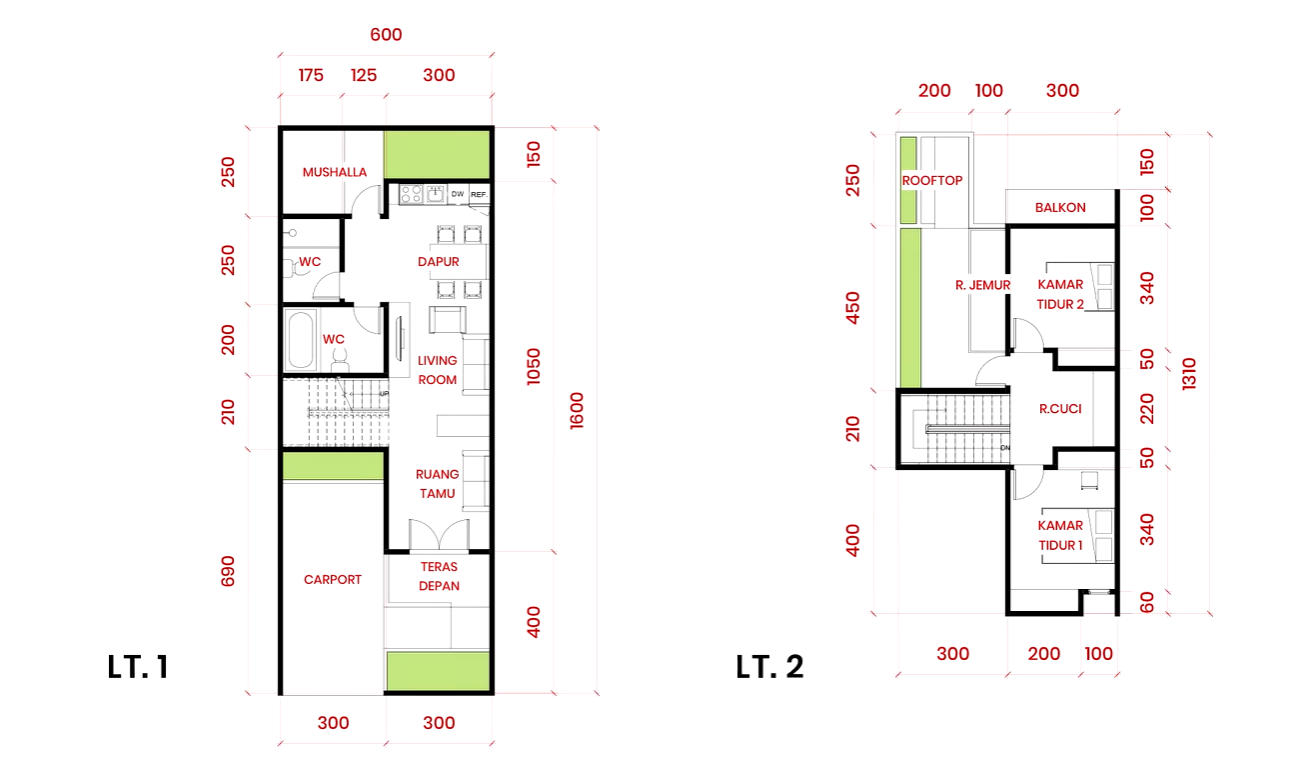 600
175 125 300
250
250
200
210
690
MUSHALLA
DW REF.
WC
DAPUR
WC
LIVING
ROOM
UP
RUANG
TAMU
CARPORT
TERAS
DEPAN
150
1050
400
1600
300 300
LT. 1
200 100 300
250
450
210
400
ROOFTOP
BALKON
R. JEMUR
KAMAR
TIDUR 2
R.CUCI
DN
KAMAR
TIDUR 1
150
100
340
50
220
50
340
60
1310
300 200 100
LT. 2